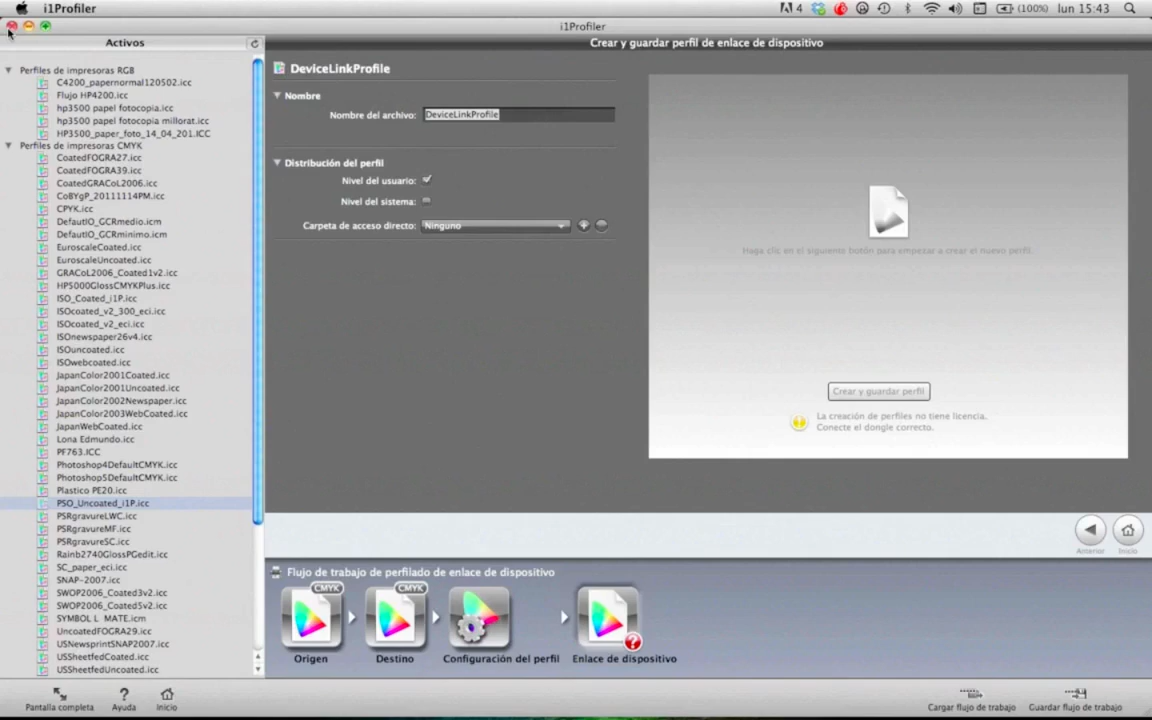 i1Profiler
4
(100%)
lun 15:43
i1Profiler
Activos
Crear y guardar perfil de enlace de dispositivo
Perfiles de impresoras RGB
C4200_papernormal120502.icc
Flujo HP4200.icc
hp3500 papel fotocopia.icc
hp3500 papel fotocopia millorat.icc
HP3500_paper_foto_14_04_201.ICC
Perfiles de impresoras CMYK
CoatedFOGRA27.icc
CoatedFOGRA39.icc
CoatedGRACoL2006.icc
CoBYgP_20111114PM.icc
CPYK.icc
DefautIO_GCRmedio.icm
DefautIO_GCRminimo.icm
EuroscaleCoated.icc
EuroscaleUncoated.icc
GRACoL2006_Coated1v2.icc
HP5000GlossCMYKPlus.icc
ISO_Coated_i1P.icc
ISOcoated_v2_300_eci.icc
ISOcoated_v2_eci.icc
ISOnewspaper26v4.icc
ISOuncoated.icc
ISOwebcoated.icc
JapanColor2001Coated.icc
JapanColor2001Uncoated.icc
JapanColor2002Newspaper.icc
JapanColor2003WebCoated.icc
JapanWebCoated.icc
Lona Edmundo.icc
PF763.ICC
Photoshop4DefaultCMYK.icc
Photoshop5DefaultCMYK.icc
Plastico PE20.icc
PSO_Uncoated_i1P.icc
PSRgravureLWC.icc
PSRgravureMF.icc
PSRgravureSC.icc
Rainb2740GlossPGedit.icc
SC_paper_eci.icc
SNAP-2007.icc
SWOP2006_Coated3v2.icc
SWOP2006_Coated5v2.icc
SYMBOL L MATE.icm
UncoatedFOGRA29.icc
USNewsprintSNAP2007.icc
USSheetfedCoated.icc
USSheetfedUncoated.icc
DeviceLinkProfile
Nombre
Nombre del archivo: DeviceLinkProfile
Distribución del perfil
Nivel del usuario:
Nivel del sistema:
Carpeta de acceso directo: Ninguno
Haga clic en el siguiente botón para empezar a crear el nuevo perfil.
Crear y guardar perfil
La creación de perfiles no tiene licencia.
Conecte el dongle correcto.
Anterior
Inicio
Flujo de trabajo de perfilado de enlace de dispositivo
CMYK
CMYK
Origen
Destino
Configuración del perfil
Enlace de dispositivo
Pantalla completa
Ayuda
Inicio
Cargar flujo de trabajo
Guardar flujo de trabajo